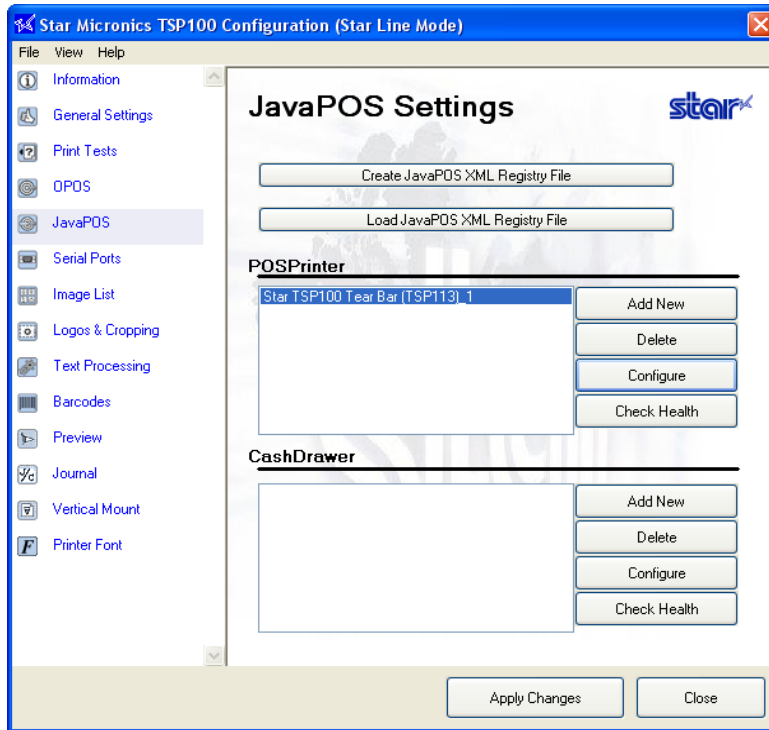 Star Micronics TSP100 Configuration (Star Line Mode)
File View Help
Information
General Settings
Print Tests
OPOS
JavaPOS
Serial Ports
Image List
Logos & Cropping
Text Processing
Barcodes
Preview
Journal
Vertical Mount
Printer Font
JavaPOS Settings
star
Create JavaPOS XML Registry File
Load JavaPOS XML Registry File
POSPrinter
Star TSP100 Tear Bar (TSP113)_1
Add New
Delete
Configure
Check Health
CashDrawer
Add New
Delete
Configure
Check Health
Apply Changes
Close